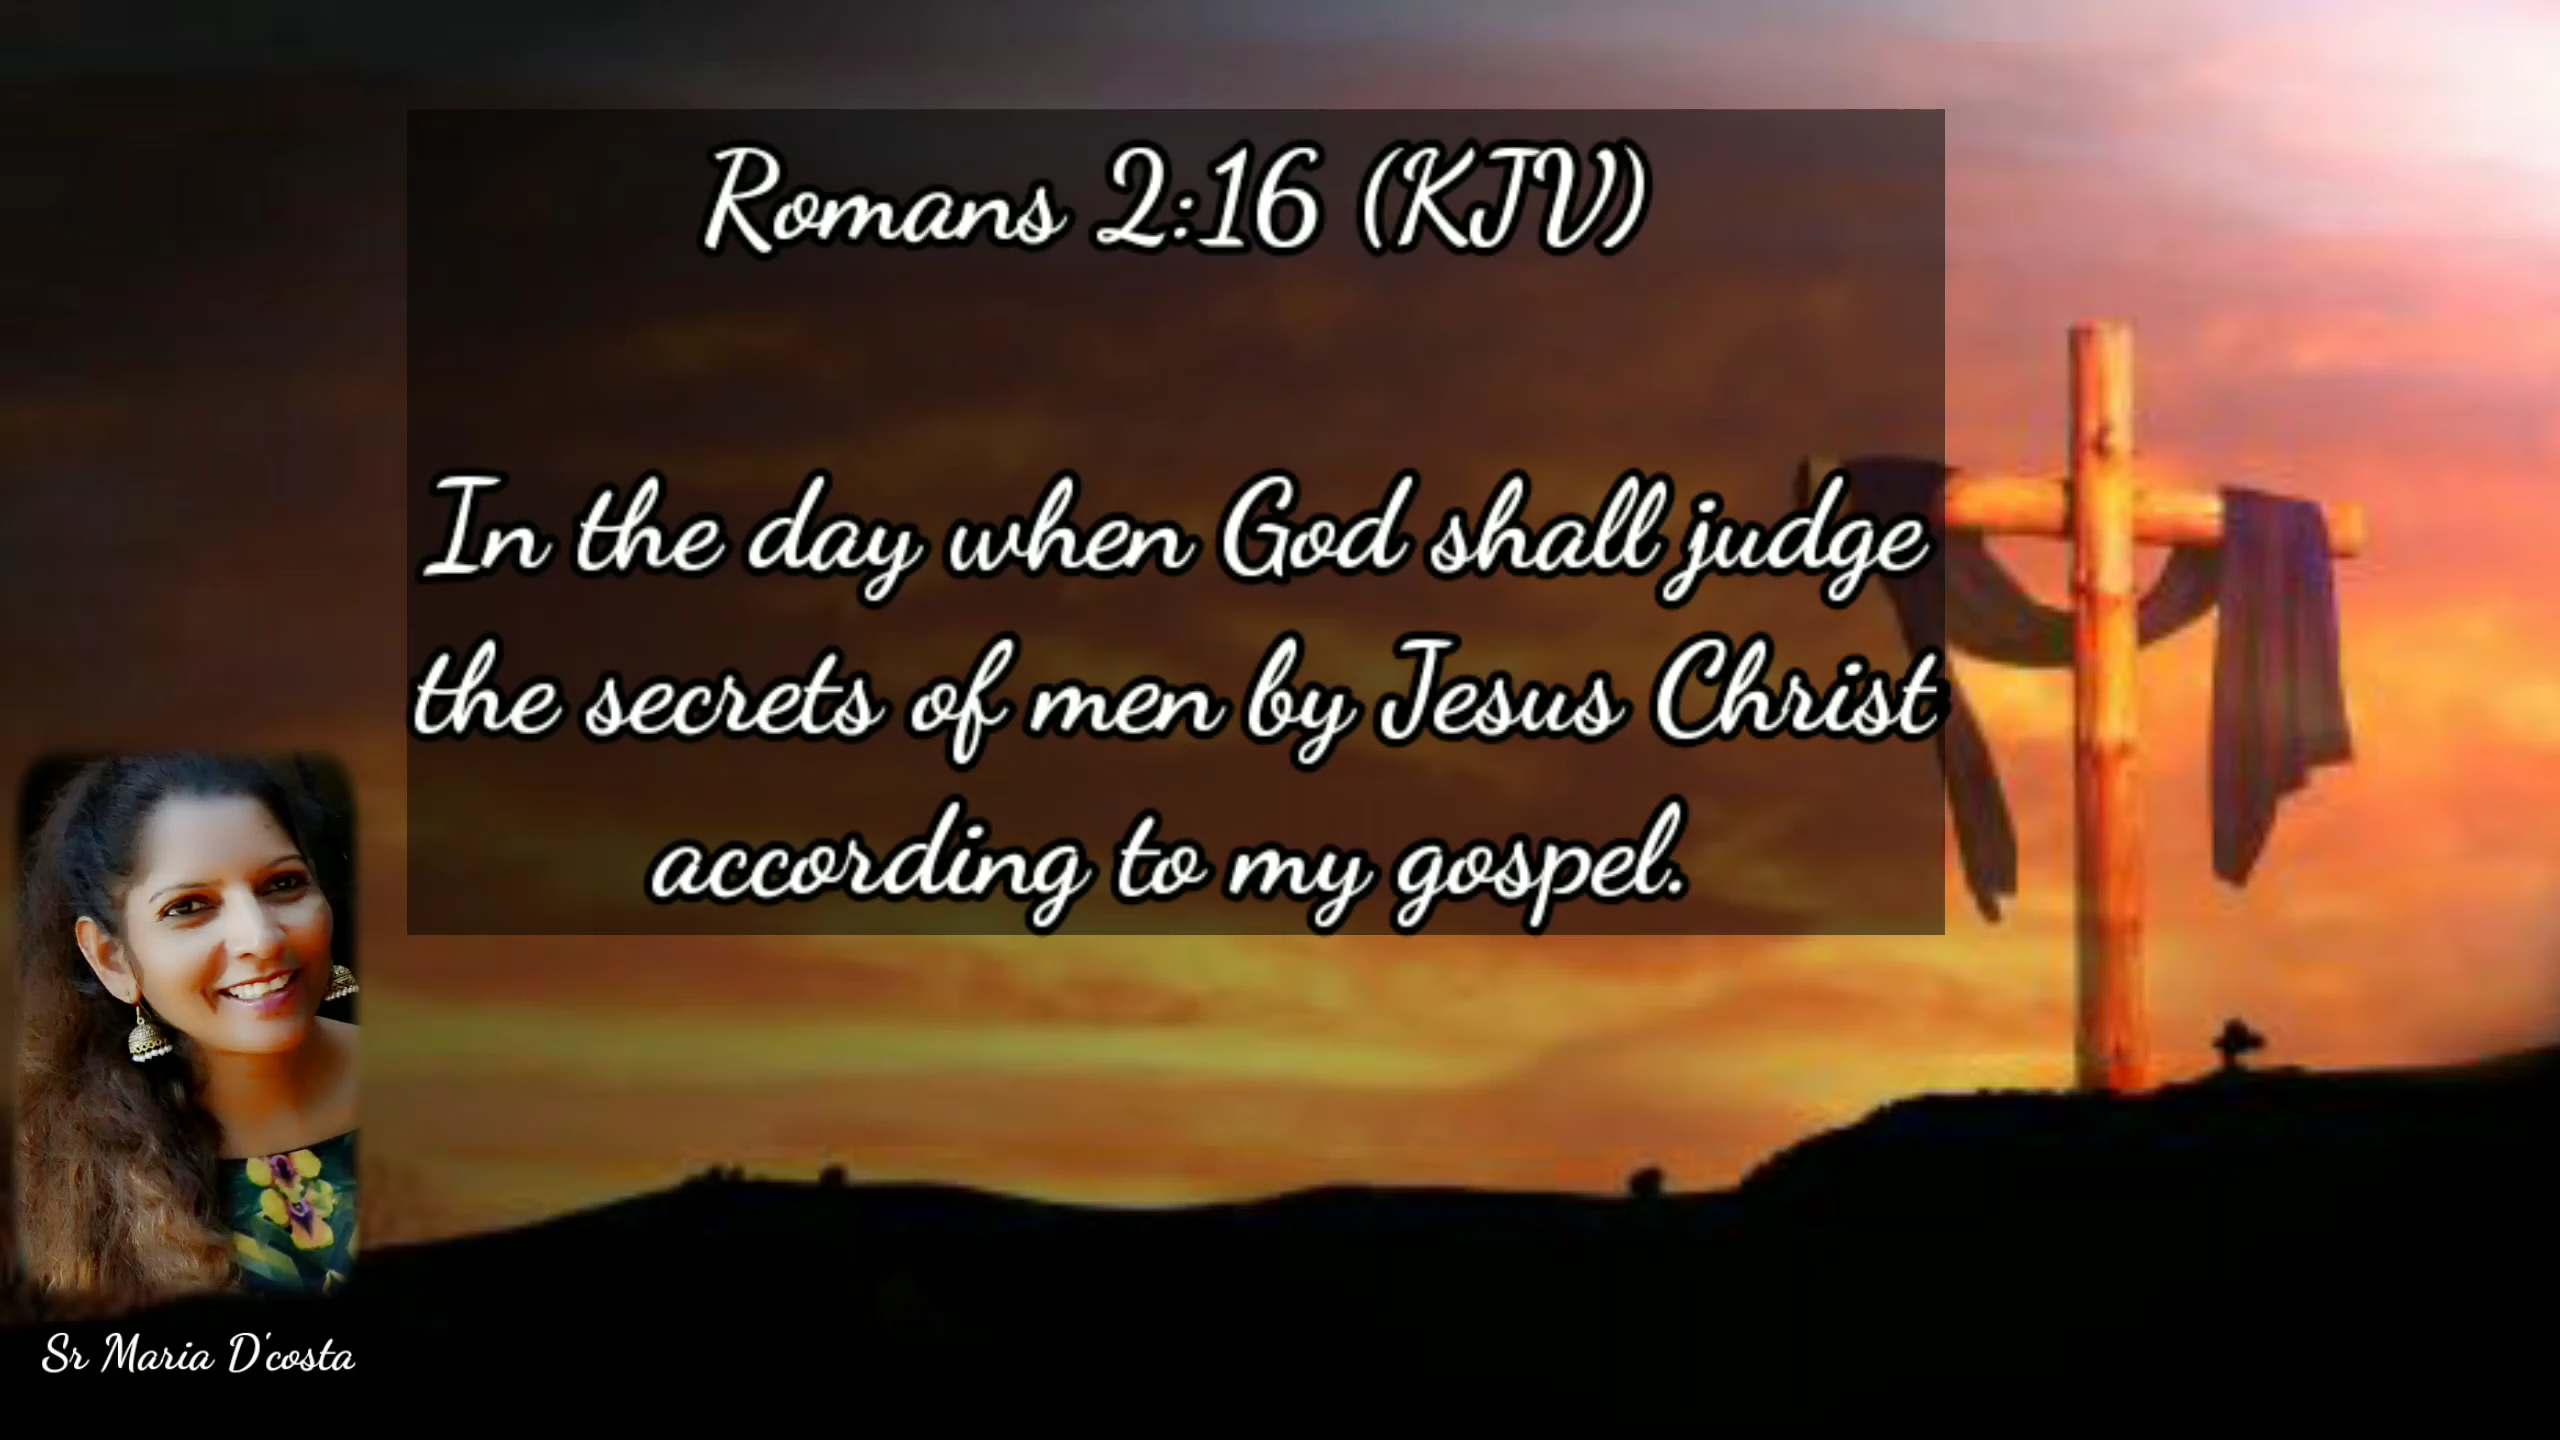 Romans 2:16 (KJV)
In the day when God shall judge
the secrets of men by Jesus Christ
according to my gospel.
Sr Maria D'costa